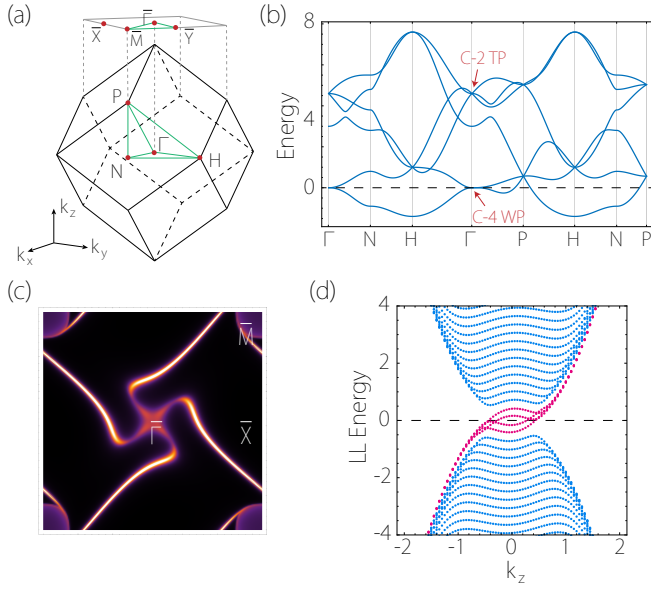 (a)
X̅ M̅ Γ̅ Y̅
P
Γ
N H
k_z
k_x k_y
(b)
Energy
8
4
0
C-2 TP
C-4 WP
Γ N H Γ P H N P
(c)
M̅
Γ̅ X̅
(d)
LL Energy
4
2
0
-2
-4
-2 -1 0 1 2
k_z